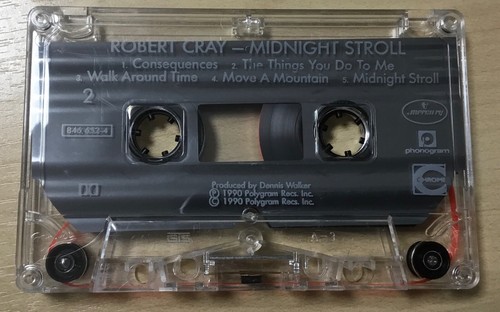 ROBERT CRAY – MIDNIGHT STROLL
1. Consequences 2. The Things You Do To Me
3. Walk Around Time 4. Move A Mountain 5. Midnight Stroll
2
846 652-4
mercury
phonogram
CHROME
Produced by Dennis Walker
℗ 1990 Polygram Recs. Inc.
© 1990 Polygram Recs. Inc.